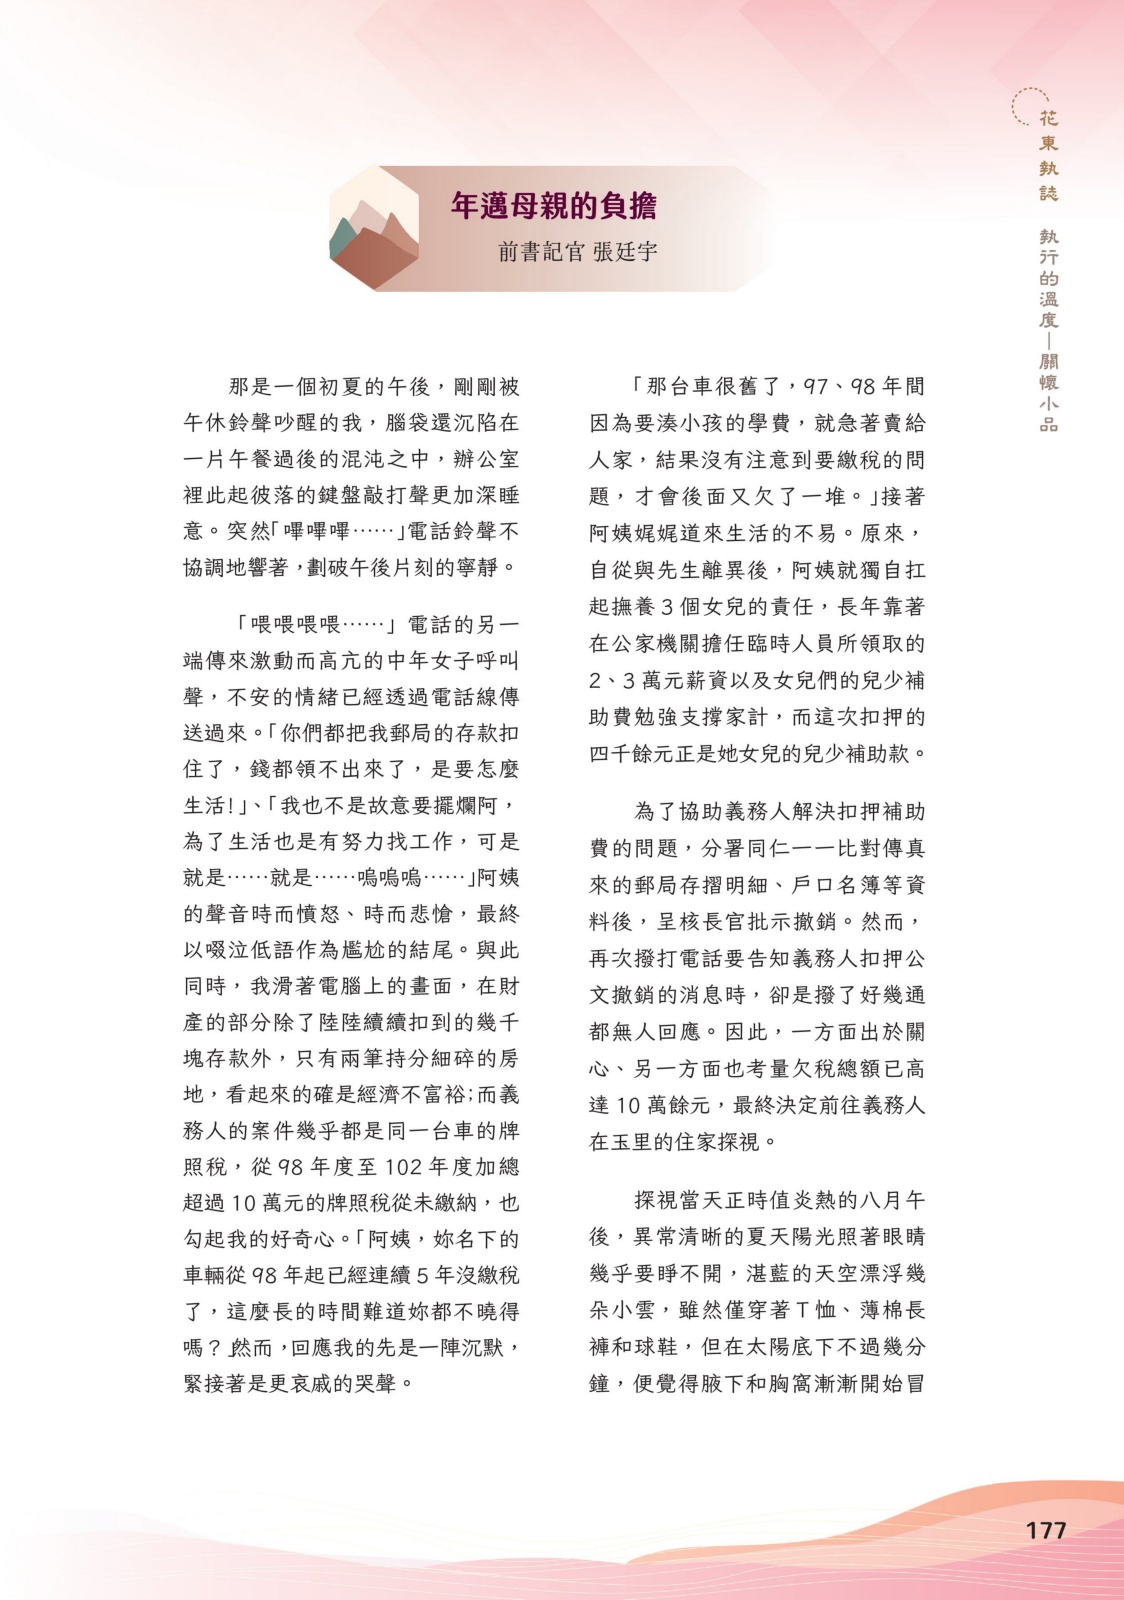 花東執誌 執行的溫度—關懷小品
年邁母親的負擔
前書記官 張廷宇
那是一個初夏的午後，剛剛被
午休鈴聲吵醒的我，腦袋還沉陷在
一片午餐過後的混沌之中，辦公室
裡此起彼落的鍵盤敲打聲更加深睡
意。突然「嗶嗶嗶……」電話鈴聲不
協調地響著，劃破午後片刻的寧靜。
「喂喂喂喂……」電話的另一
端傳來激動而高亢的中年女子呼叫
聲，不安的情緒已經透過電話線傳
送過來。「你們都把我郵局的存款扣
住了，錢都領不出來了，是要怎麼
生活！」、「我也不是故意要擺爛阿，
為了生活也是有努力找工作，可是
就是……就是……嗚嗚嗚……」阿姨
的聲音時而憤怒、時而悲愴，最終
以啜泣低語作為尷尬的結尾。與此
同時，我滑著電腦上的畫面，在財
產的部分除了陸陸續續扣到的幾千
塊存款外，只有兩筆持分細碎的房
地，看起來的確是經濟不富裕；而義
務人的案件幾乎都是同一台車的牌
照稅，從 98 年度至 102 年度加總
超過 10 萬元的牌照稅從未繳納，也
勾起我的好奇心。「阿姨，妳名下的
車輛從 98 年起已經連續 5 年沒繳稅
了，這麼長的時間難道妳都不曉得
嗎？」然而，回應我的先是一陣沉默，
緊接著是更哀戚的哭聲。
「那台車很舊了，97、98 年間
因為要湊小孩的學費，就急著賣給
人家，結果沒有注意到要繳稅的問
題，才會後面又欠了一堆。」接著
阿姨娓娓道來生活的不易。原來，
自從與先生離異後，阿姨就獨自扛
起撫養 3 個女兒的責任，長年靠著
在公家機關擔任臨時人員所領取的
2、3 萬元薪資以及女兒們的兒少補
助費勉強支撐家計，而這次扣押的
四千餘元正是她女兒的兒少補助款。
為了協助義務人解決扣押補助
費的問題，分署同仁一一比對傳真
來的郵局存摺明細、戶口名簿等資
料後，呈核長官批示撤銷。然而，
再次撥打電話要告知義務人扣押公
文撤銷的消息時，卻是撥了好幾通
都無人回應。因此，一方面出於關
心、另一方面也考量欠稅總額已高
達 10 萬餘元，最終決定前往義務人
在玉里的住家探視。
探視當天正時值炎熱的八月午
後，異常清晰的夏天陽光照著眼睛
幾乎要睜不開，湛藍的天空漂浮幾
朵小雲，雖然僅穿著 T 恤、薄棉長
褲和球鞋，但在太陽底下不過幾分
鐘，便覺得腋下和胸窩漸漸開始冒
177